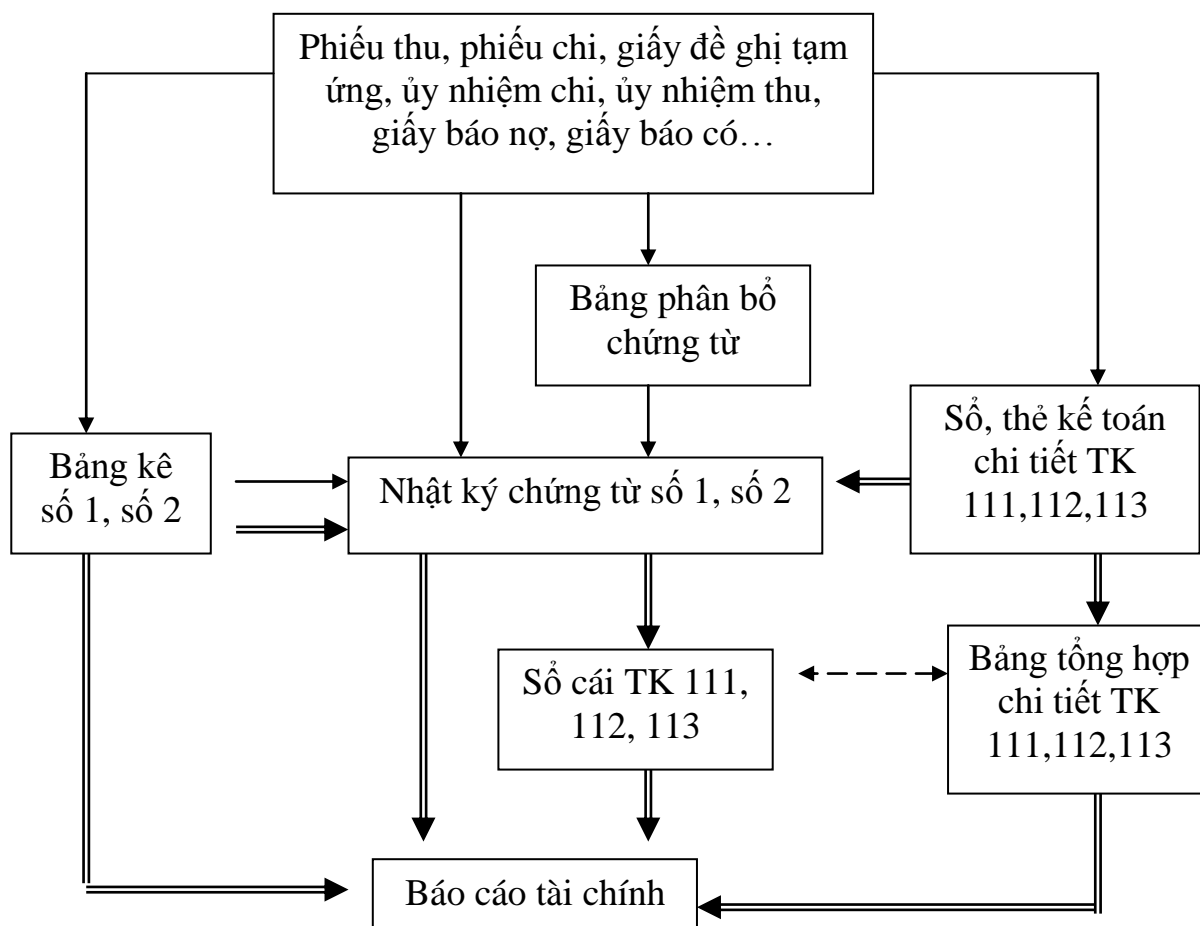 Phiếu thu, phiếu chi, giấy đề ghị tạm
ứng, ủy nhiệm chi, ủy nhiệm thu,
giấy báo nợ, giấy báo có…
Bảng phân bổ
chứng từ
Bảng kê
số 1, số 2
Nhật ký chứng từ số 1, số 2
Sổ, thẻ kế toán
chi tiết TK
111,112,113
Sổ cái TK 111,
112, 113
Bảng tổng hợp
chi tiết TK
111,112,113
Báo cáo tài chính